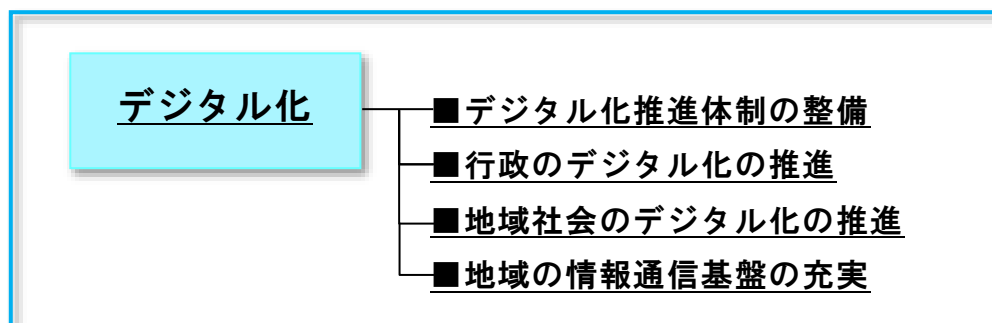 デジタル化
■デジタル化推進体制の整備
■行政のデジタル化の推進
■地域社会のデジタル化の推進
■地域の情報通信基盤の充実